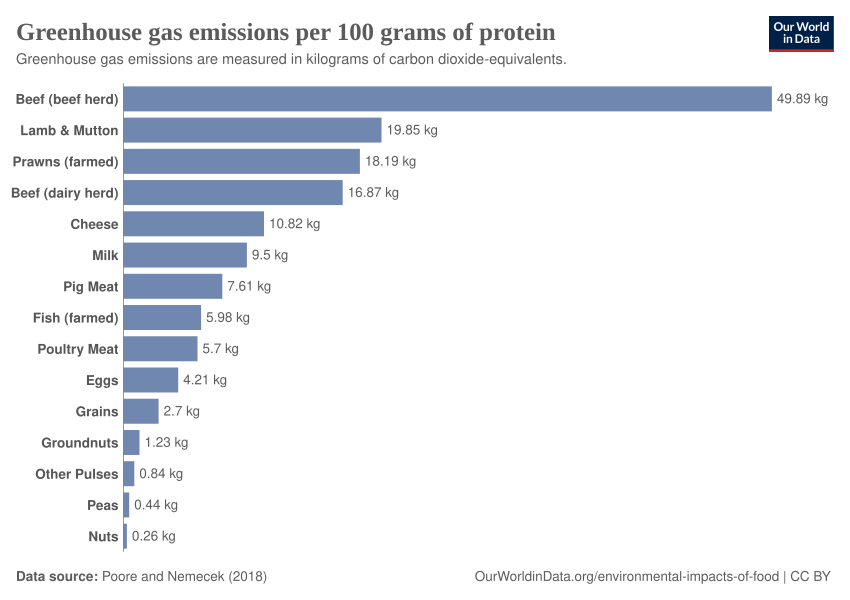 Greenhouse gas emissions per 100 grams of protein
Greenhouse gas emissions are measured in kilograms of carbon dioxide-equivalents.
Our World
in Data
Beef (beef herd) 49.89 kg
Lamb & Mutton 19.85 kg
Prawns (farmed) 18.19 kg
Beef (dairy herd) 16.87 kg
Cheese 10.82 kg
Milk 9.5 kg
Pig Meat 7.61 kg
Fish (farmed) 5.98 kg
Poultry Meat 5.7 kg
Eggs 4.21 kg
Grains 2.7 kg
Groundnuts 1.23 kg
Other Pulses 0.84 kg
Peas 0.44 kg
Nuts 0.26 kg
Data source: Poore and Nemecek (2018)
OurWorldinData.org/environmental-impacts-of-food | CC BY